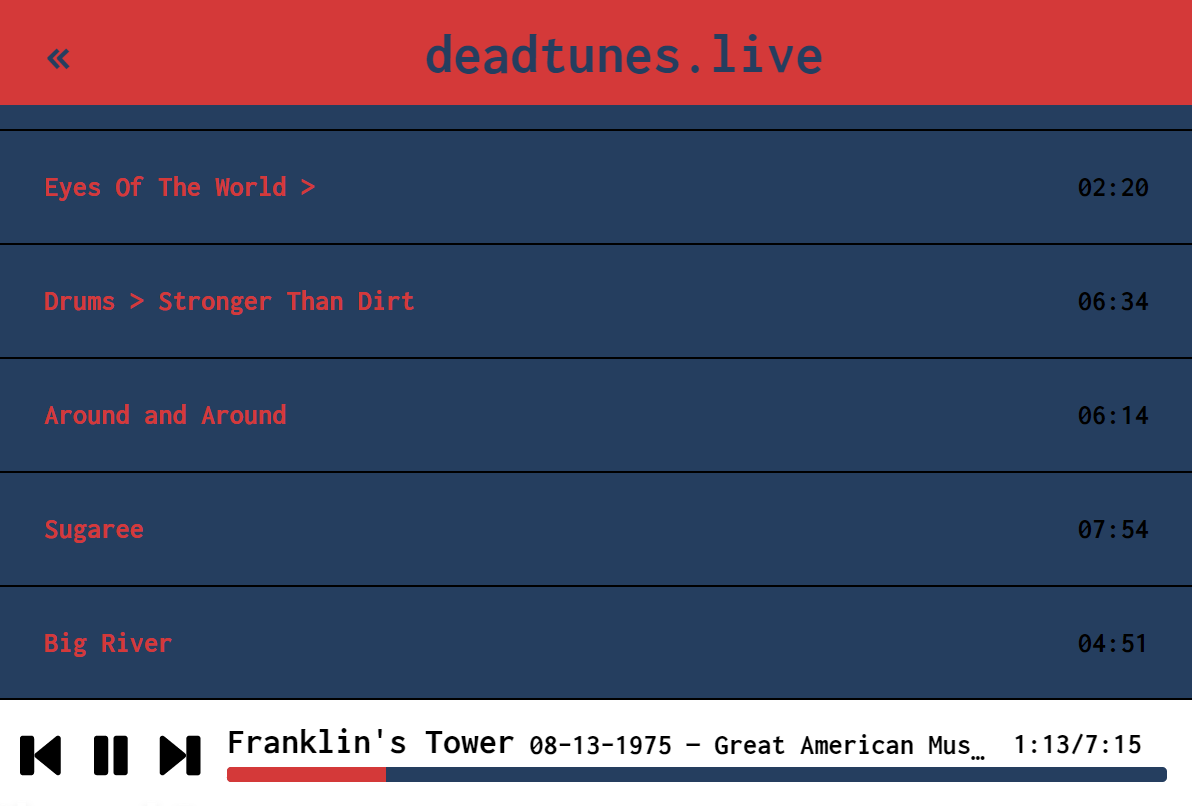 « deadtunes.live
Eyes Of The World > 02:20
Drums > Stronger Than Dirt 06:34
Around and Around 06:14
Sugaree 07:54
Big River 04:51
Franklin's Tower 08-13-1975 – Great American Mus… 1:13/7:15